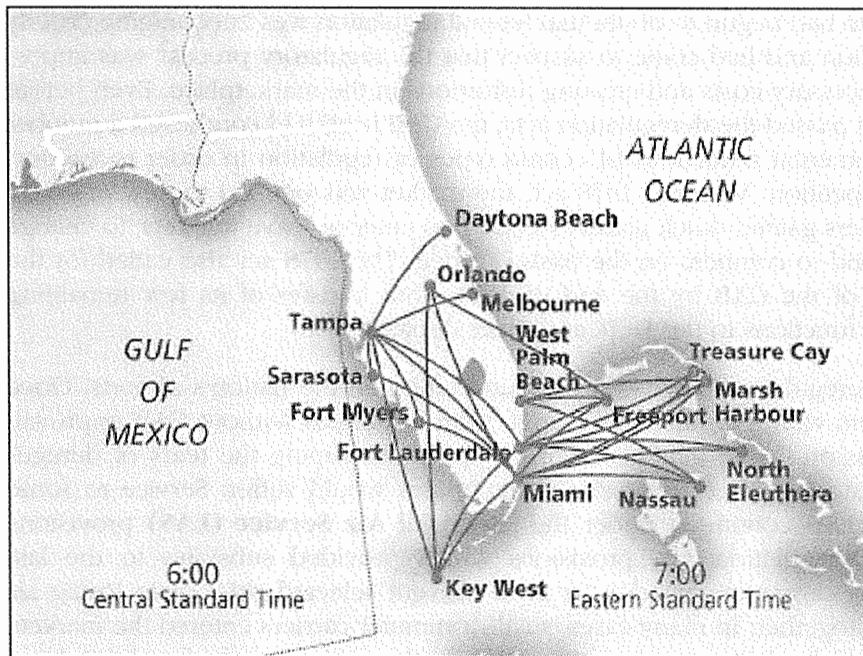 ATLANTIC
OCEAN
Daytona Beach
Orlando
Melbourne
Tampa
West
Palm
Beach
GULF
OF
MEXICO
Sarasota
Treasure Cay
Marsh
Harbour
Fort Myers
Freeport
Fort Lauderdale
North
Eleuthera
Miami
Nassau
6:00
Central Standard Time
Key West
7:00
Eastern Standard Time